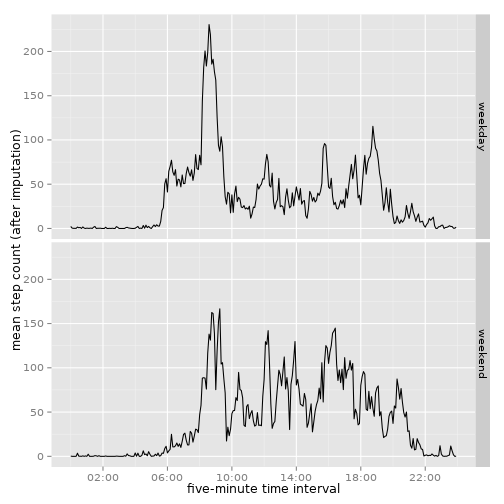 mean step count (after imputation)
200
150
100
50
0
weekday
200
150
100
50
0
weekend
02:00 06:00 10:00 14:00 18:00 22:00
five-minute time interval